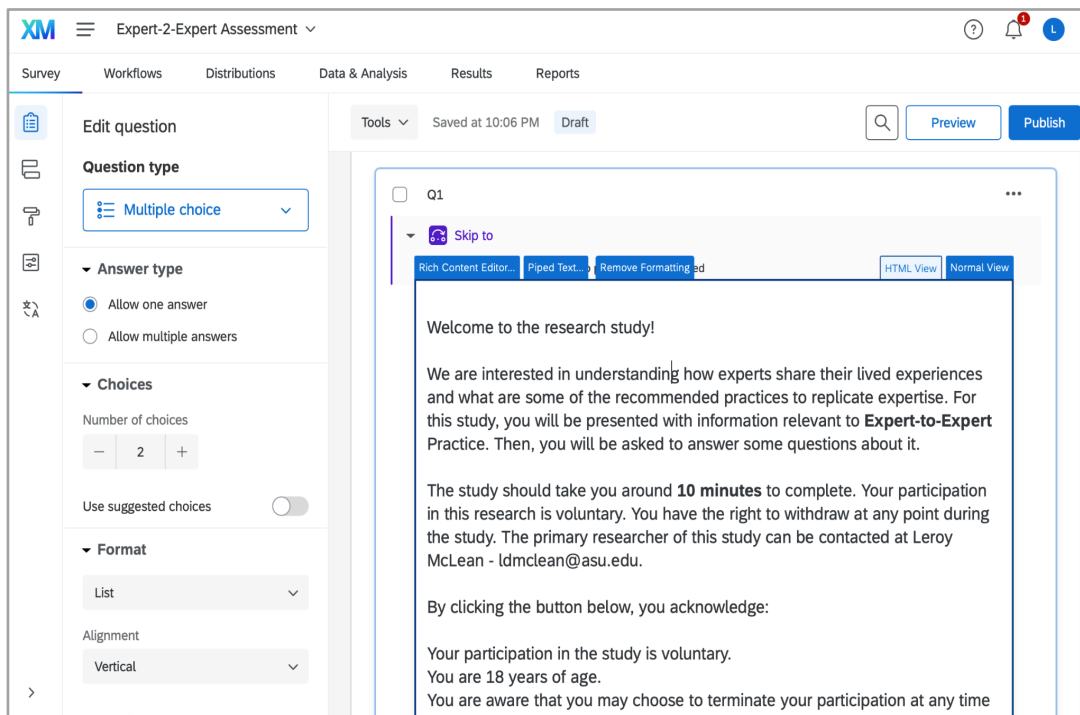 XM
Expert-2-Expert Assessment
?
1
L
Survey
Workflows
Distributions
Data & Analysis
Results
Reports
Edit question
Question type
Multiple choice
Answer type
Allow one answer
Allow multiple answers
Choices
Number of choices
2
Use suggested choices
Format
List
Alignment
Vertical
Tools
Saved at 10:06 PM
Draft
Preview
Publish
Q1
Skip to
Rich Content Editor...
Piped Text...
Remove Formatting
ed
HTML View
Normal View
Welcome to the research study!
We are interested in understanding how experts share their lived experiences
and what are some of the recommended practices to replicate expertise. For
this study, you will be presented with information relevant to Expert-to-Expert
Practice. Then, you will be asked to answer some questions about it.
The study should take you around 10 minutes to complete. Your participation
in this research is voluntary. You have the right to withdraw at any point during
the study. The primary researcher of this study can be contacted at Leroy
McLean - ldmclean@asu.edu.
By clicking the button below, you acknowledge:
Your participation in the study is voluntary.
You are 18 years of age.
You are aware that you may choose to terminate your participation at any time